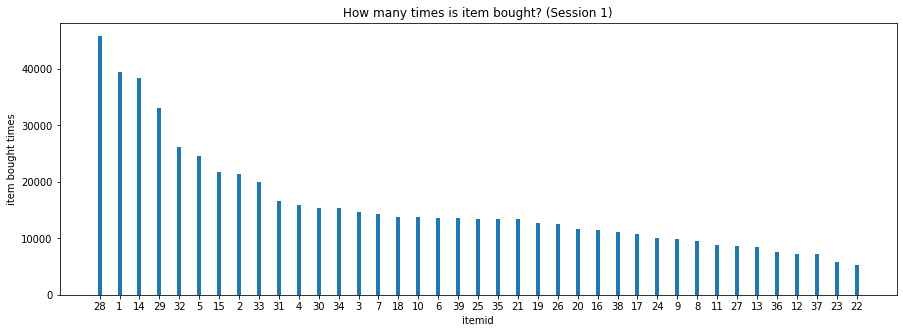 How many times is item bought? (Session 1)
item bought times
40000
30000
20000
10000
0
28 1 14 29 32 5 15 2 33 31 4 30 34 3 7 18 10 6 39 25 35 21 19 26 20 16 38 17 24 9 8 11 27 13 36 12 37 23 22
itemid